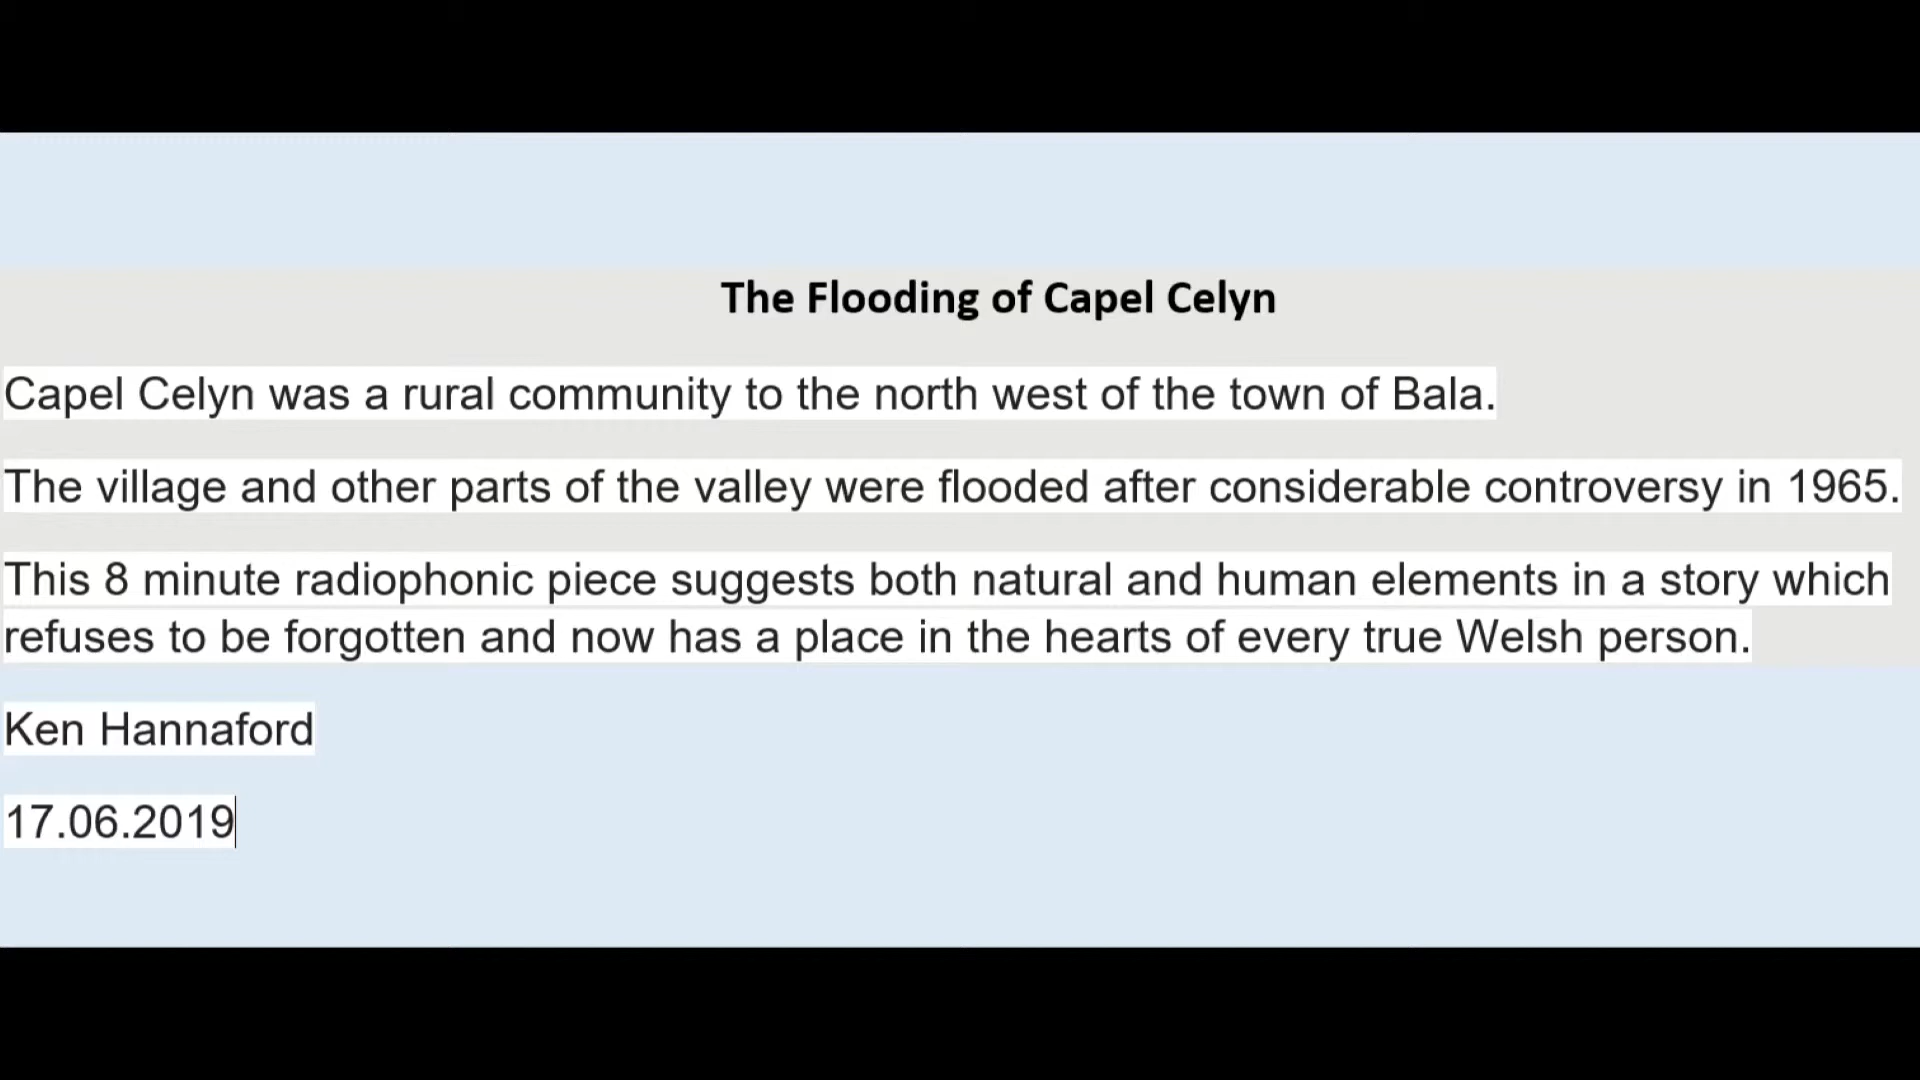 The Flooding of Capel Celyn
Capel Celyn was a rural community to the north west of the town of Bala.
The village and other parts of the valley were flooded after considerable controversy in 1965.
This 8 minute radiophonic piece suggests both natural and human elements in a story which
refuses to be forgotten and now has a place in the hearts of every true Welsh person.
Ken Hannaford
17.06.2019